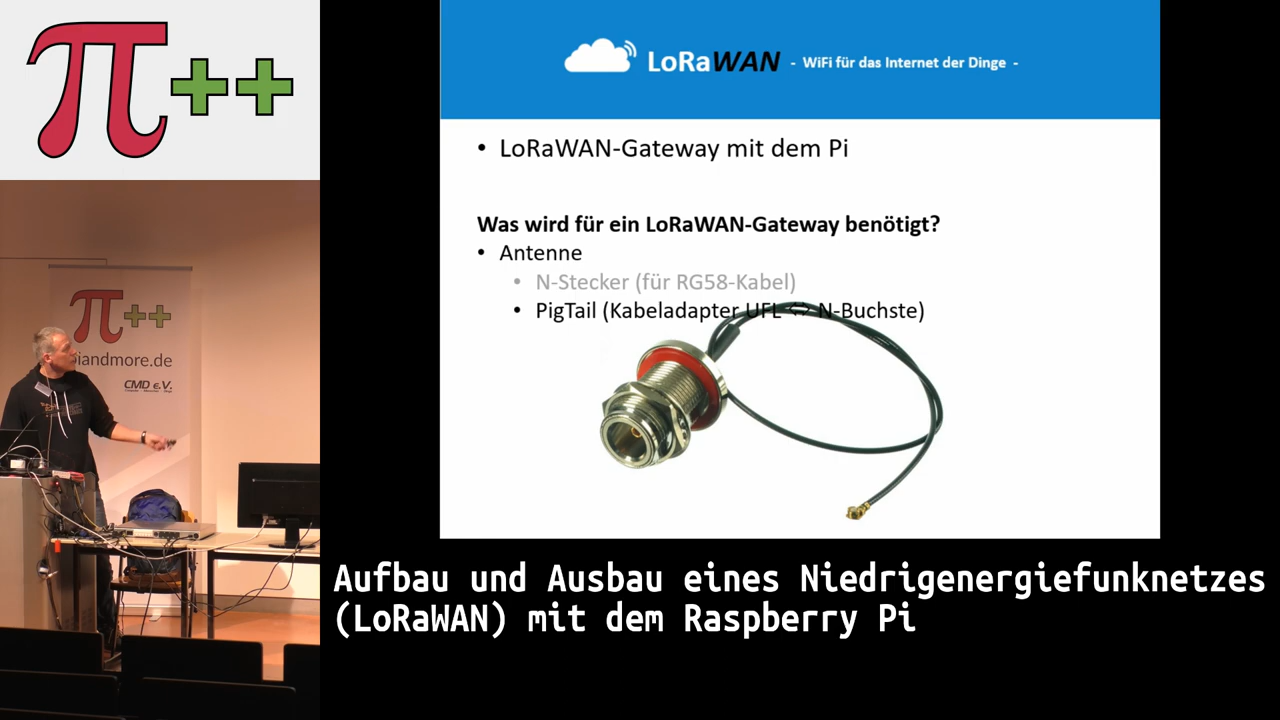 π++
LoRaWAN - WiFi für das Internet der Dinge -
• LoRaWAN-Gateway mit dem Pi
Was wird für ein LoRaWAN-Gateway benötigt?
• Antenne
• N-Stecker (für RG58-Kabel)
• PigTail (Kabeladapter UFL <=> N-Buchste)
π++
piandmore.de
CMD e.V.
Aufbau und Ausbau eines Niedrigenergiefunknetzes
(LoRaWAN) mit dem Raspberry Pi